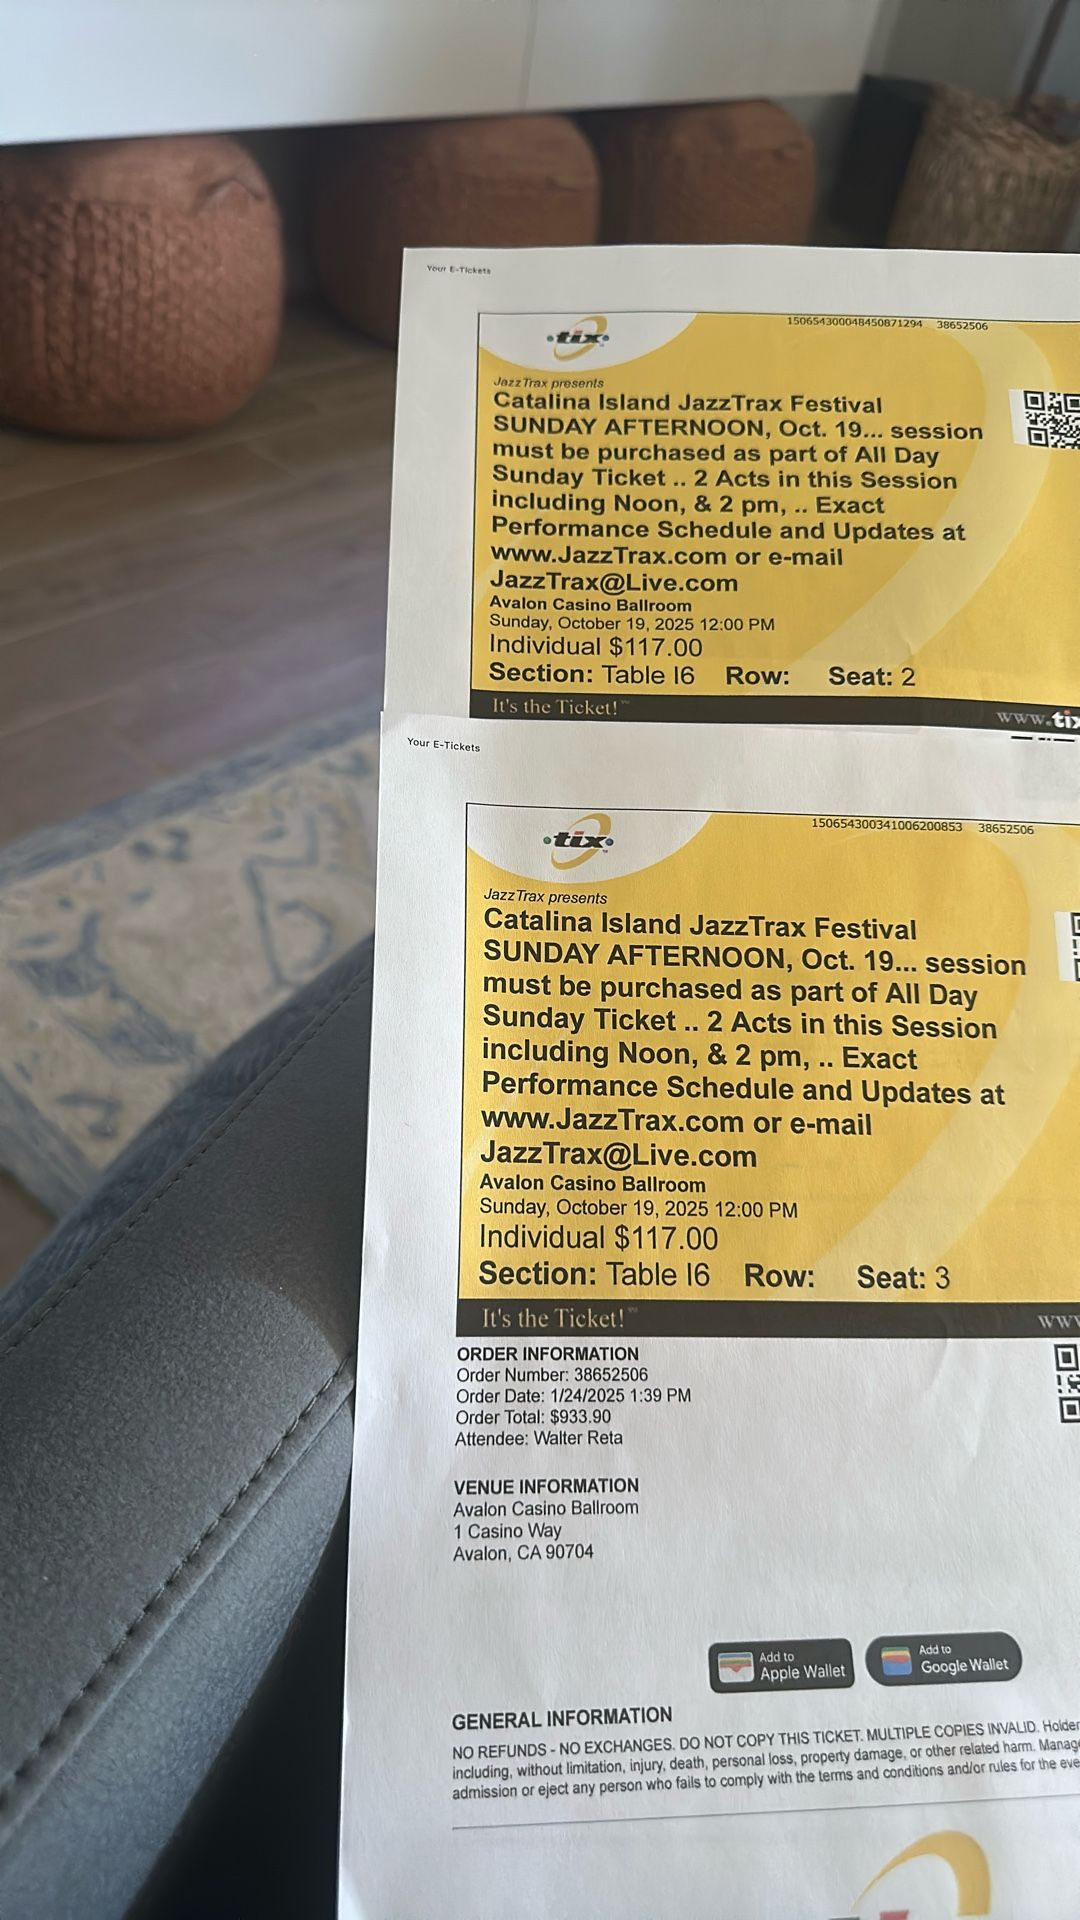 Your E-Tickets
150654300048450871294 38652506
tix
JazzTrax presents
Catalina Island JazzTrax Festival
SUNDAY AFTERNOON, Oct. 19... session
must be purchased as part of All Day
Sunday Ticket .. 2 Acts in this Session
including Noon, & 2 pm, .. Exact
Performance Schedule and Updates at
www.JazzTrax.com or e-mail
JazzTrax@Live.com
Avalon Casino Ballroom
Sunday, October 19, 2025 12:00 PM
Individual $117.00
Section: Table I6 Row: Seat: 2
It's the Ticket!™ www.tix
Your E-Tickets
150654300341006200853 38652506
tix
JazzTrax presents
Catalina Island JazzTrax Festival
SUNDAY AFTERNOON, Oct. 19... session
must be purchased as part of All Day
Sunday Ticket .. 2 Acts in this Session
including Noon, & 2 pm, .. Exact
Performance Schedule and Updates at
www.JazzTrax.com or e-mail
JazzTrax@Live.com
Avalon Casino Ballroom
Sunday, October 19, 2025 12:00 PM
Individual $117.00
Section: Table I6 Row: Seat: 3
It's the Ticket!™ www
ORDER INFORMATION
Order Number: 38652506
Order Date: 1/24/2025 1:39 PM
Order Total: $933.90
Attendee: Walter Reta
VENUE INFORMATION
Avalon Casino Ballroom
1 Casino Way
Avalon, CA 90704
Add to
Apple Wallet
Add to
Google Wallet
GENERAL INFORMATION
NO REFUNDS - NO EXCHANGES. DO NOT COPY THIS TICKET. MULTIPLE COPIES INVALID. Holder
including, without limitation, injury, death, personal loss, property damage, or other related harm. Manage
admission or eject any person who fails to comply with the terms and conditions and/or rules for the eve